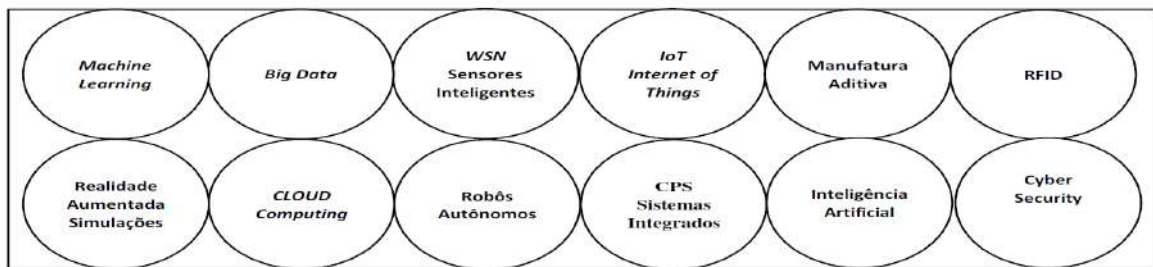 Machine
Learning
Big Data
WSN
Sensores
Inteligentes
IoT
Internet of
Things
Manufatura
Aditiva
RFID
Realidade
Aumentada
Simulações
CLOUD
Computing
Robôs
Autônomos
CPS
Sistemas
Integrados
Inteligência
Artificial
Cyber
Security